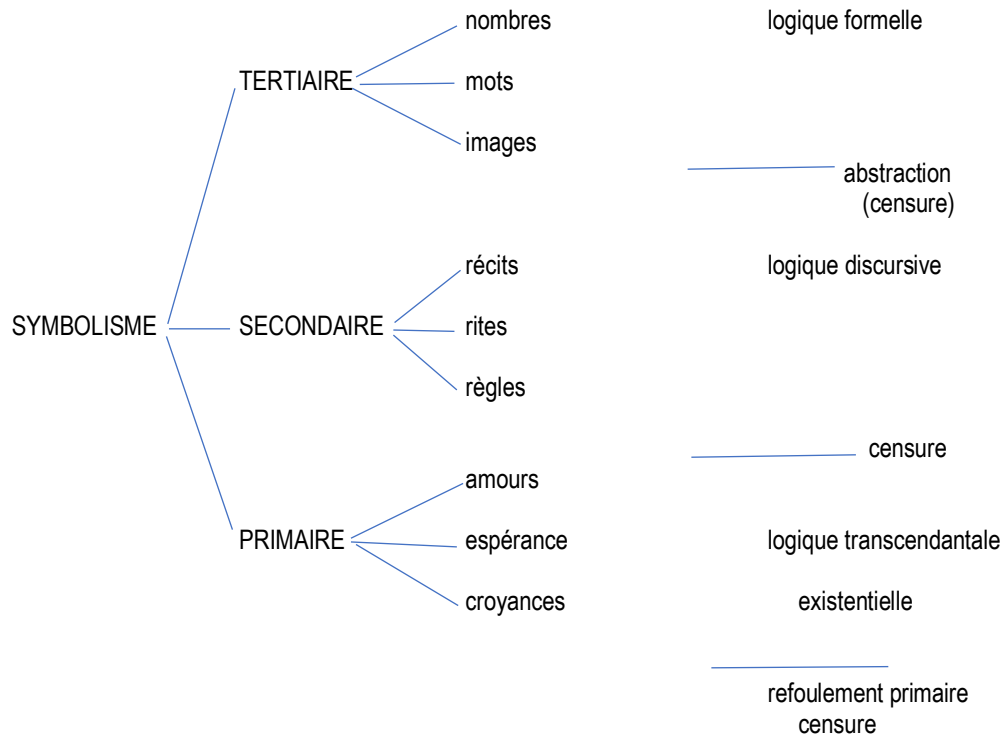 nombres logique formelle
TERTIAIRE mots
images
abstraction
(censure)
récits logique discursive
SYMBOLISME SECONDAIRE rites
règles
censure
amours
PRIMAIRE espérance logique transcendantale
croyances existentielle
refoulement primaire
censure